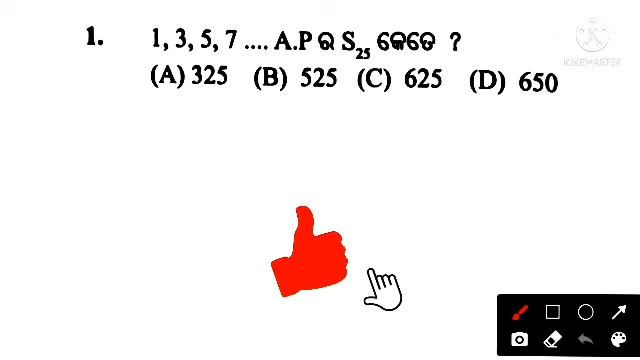 1. 1, 3, 5, 7 .... A.P ର S₂₅ କେତେ ?
(A) 325 (B) 525 (C) 625 (D) 650
KINEMASTER